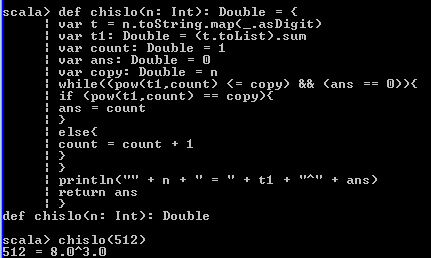 scala> def chislo(n: Int): Double = {
| var t = n.toString.map(_.asDigit)
| var t1: Double = (t.toList).sum
| var count: Double = 1
| var ans: Double = 0
| var copy: Double = n
| while((pow(t1,count) <= copy) && (ans == 0)){
| if (pow(t1,count) == copy){
| ans = count
| }
| else{
| count = count + 1
| }
| }
| println("" + n + " = " + t1 + "^" + ans)
| return ans
| }
def chislo(n: Int): Double
scala> chislo(512)
512 = 8.0^3.0